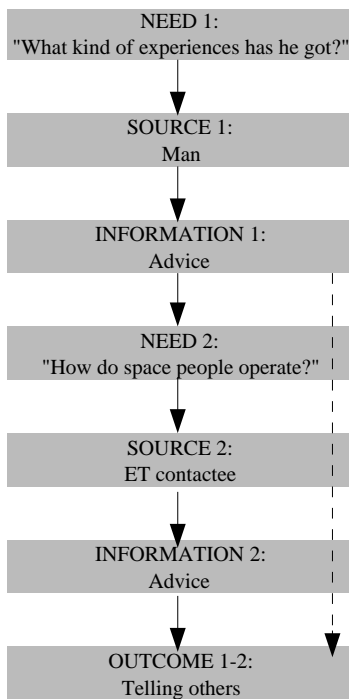 NEED 1:
"What kind of experiences has he got?"
SOURCE 1:
Man
INFORMATION 1:
Advice
NEED 2:
"How do space people operate?"
SOURCE 2:
ET contactee
INFORMATION 2:
Advice
OUTCOME 1-2:
Telling others